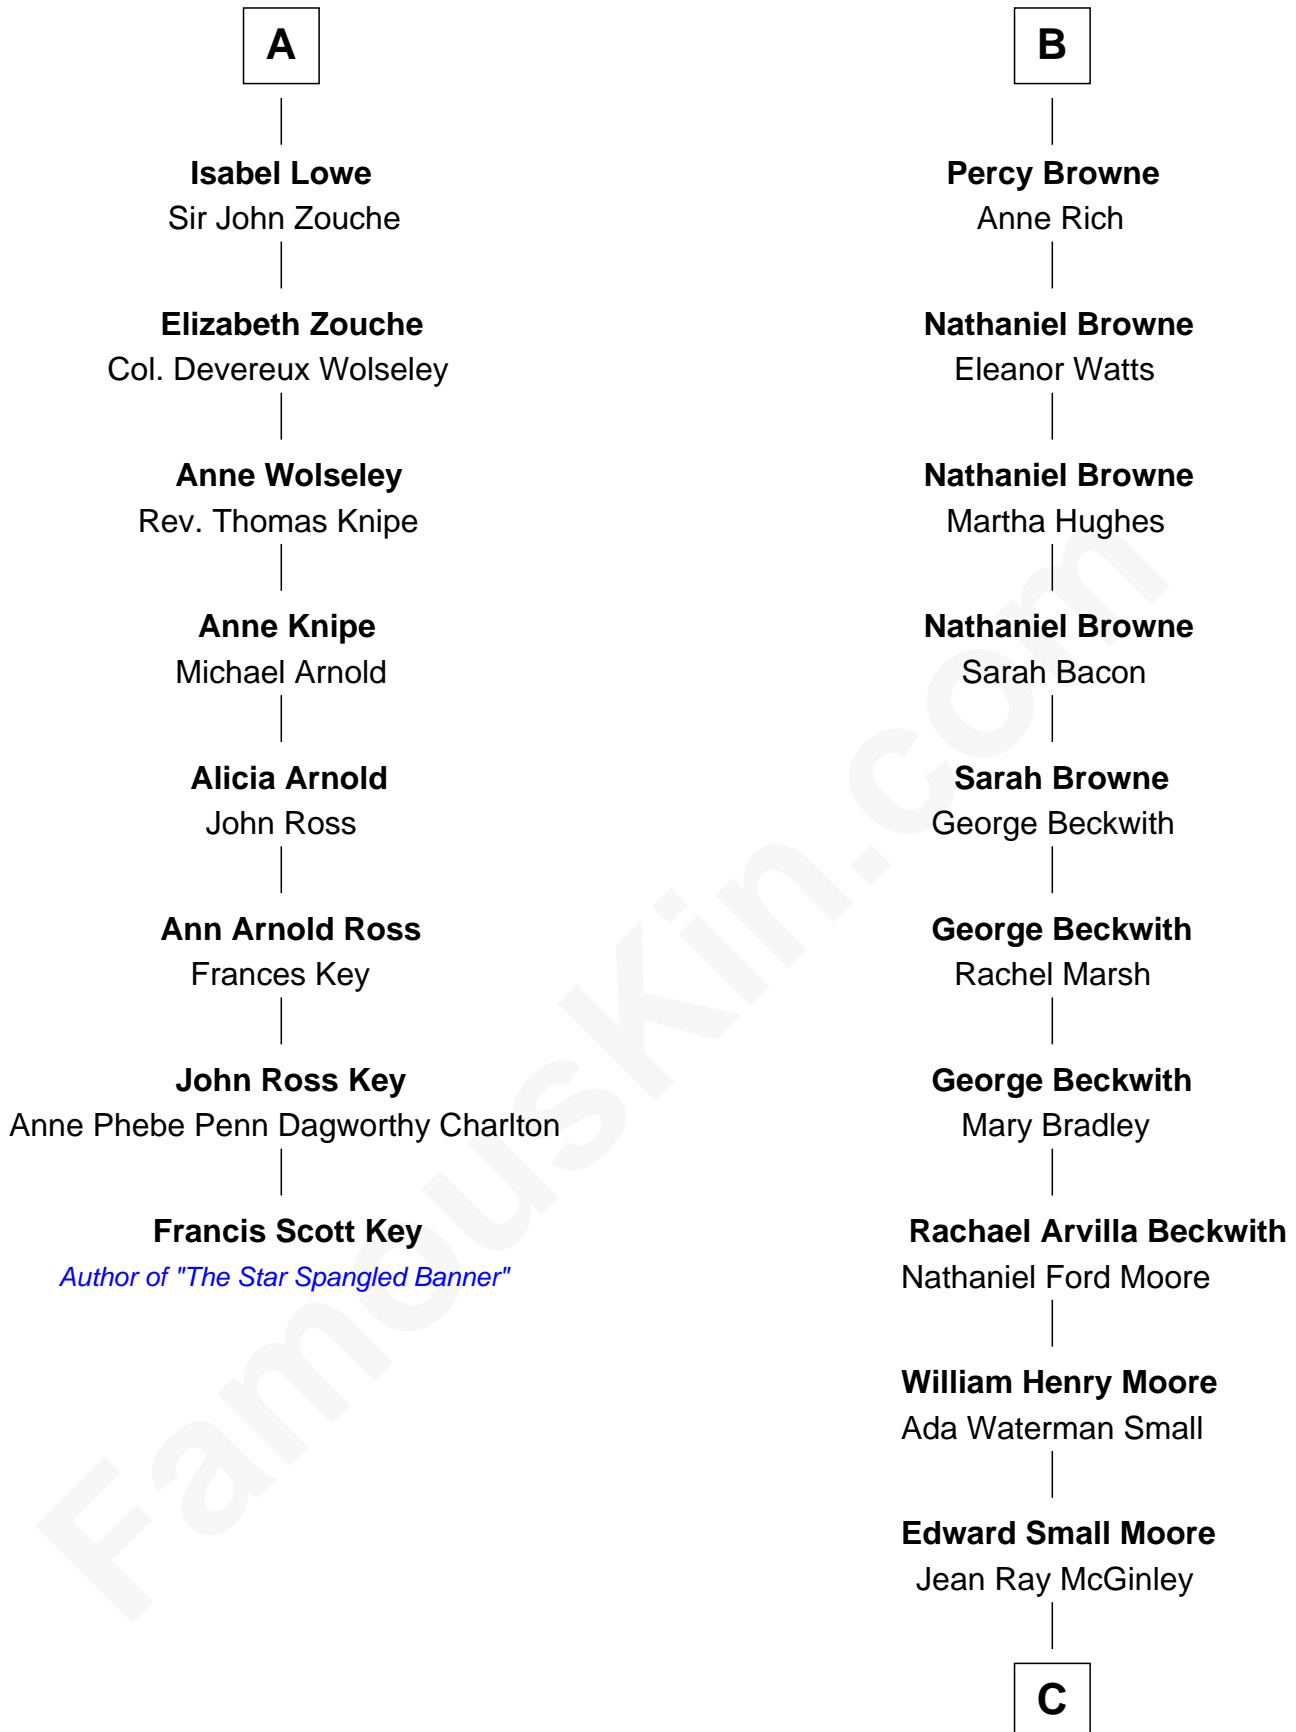 A
Isabel Lowe
Sir John Zouche
Elizabeth Zouche
Col. Devereux Wolseley
Anne Wolseley
Rev. Thomas Knipe
Anne Knipe
Michael Arnold
Alicia Arnold
John Ross
Ann Arnold Ross
Frances Key
John Ross Key
Anne Phebe Penn Dagworthy Charlton
Francis Scott Key
Author of "The Star Spangled Banner"
B
Percy Browne
Anne Rich
Nathaniel Browne
Eleanor Watts
Nathaniel Browne
Martha Hughes
Nathaniel Browne
Sarah Bacon
Sarah Browne
George Beckwith
George Beckwith
Rachel Marsh
George Beckwith
Mary Bradley
Rachael Arvilla Beckwith
Nathaniel Ford Moore
William Henry Moore
Ada Waterman Small
Edward Small Moore
Jean Ray McGinley
C
FamousKin.com